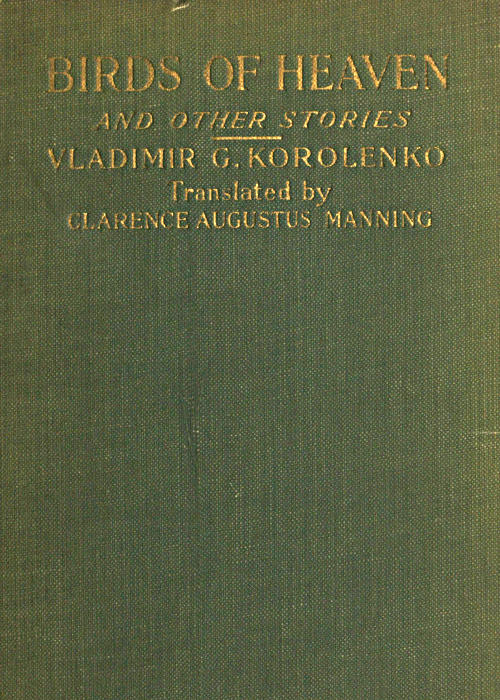 BIRDS OF HEAVEN
AND OTHER STORIES
VLADIMIR G. KOROLENKO
Translated by
CLARENCE AUGUSTUS MANNING